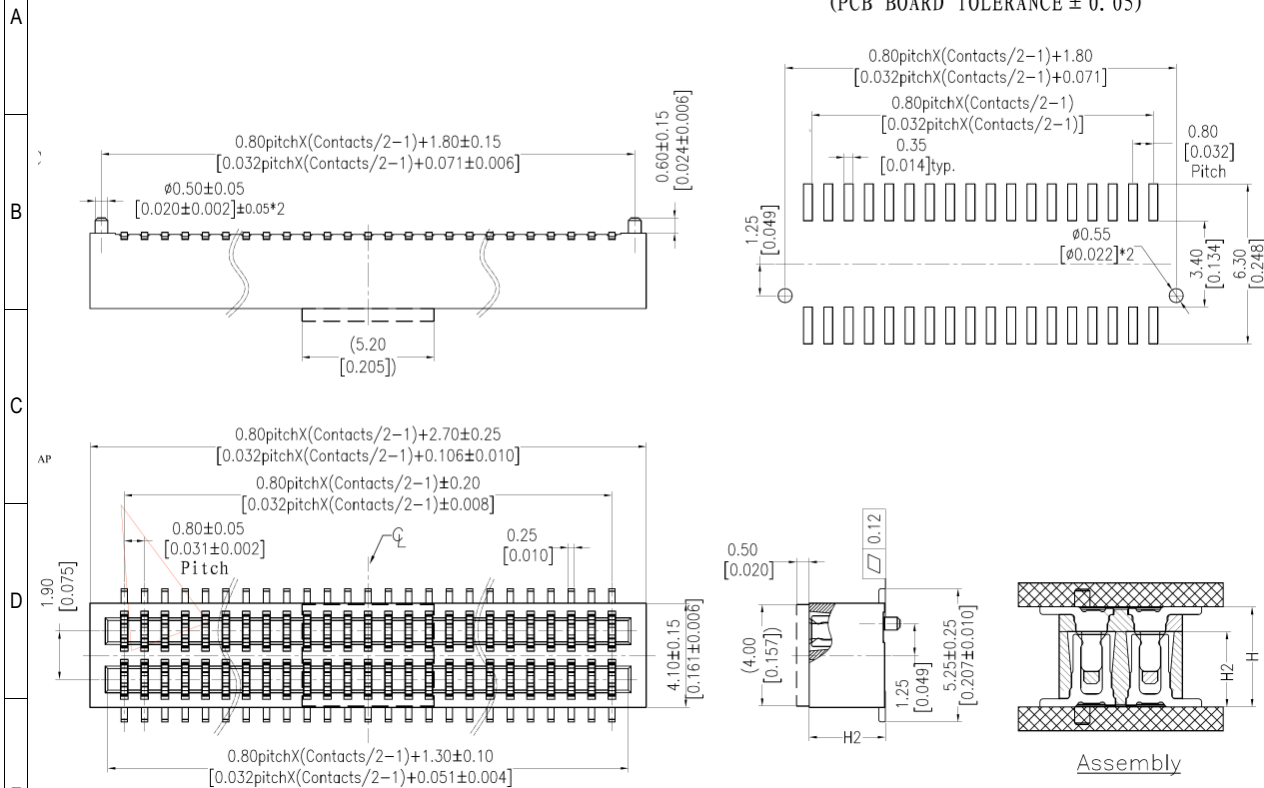 (PCB BOARD TOLERANCE ± 0.05)
A
B
C
D
AP
0.80pitchX(Contacts/2-1)+1.80±0.15
[0.032pitchX(Contacts/2-1)+0.071±0.006]
ø0.50±0.05
[0.020±0.002]±0.05*2
0.60±0.15
[0.024±0.006]
(5.20
[0.205])
0.80pitchX(Contacts/2-1)+1.80
[0.032pitchX(Contacts/2-1)+0.071]
0.80pitchX(Contacts/2-1)
[0.032pitchX(Contacts/2-1)]
0.35
[0.014]typ.
0.80
[0.032]
Pitch
1.25
[0.049]
ø0.55
[ø0.022]*2
3.40
[0.134]
6.30
[0.248]
0.80pitchX(Contacts/2-1)+2.70±0.25
[0.032pitchX(Contacts/2-1)+0.106±0.010]
0.80pitchX(Contacts/2-1)±0.20
[0.032pitchX(Contacts/2-1)±0.008]
0.80±0.05
[0.031±0.002]
Pitch
0.25
[0.010]
1.90
[0.075]
4.10±0.15
[0.161±0.006]
0.80pitchX(Contacts/2-1)+1.30±0.10
[0.032pitchX(Contacts/2-1)+0.051±0.004]
0.50
[0.020]
0.12
(4.00
[0.157])
1.25
[0.049]
5.25±0.25
[0.207±0.010]
H2
H2
H
Assembly